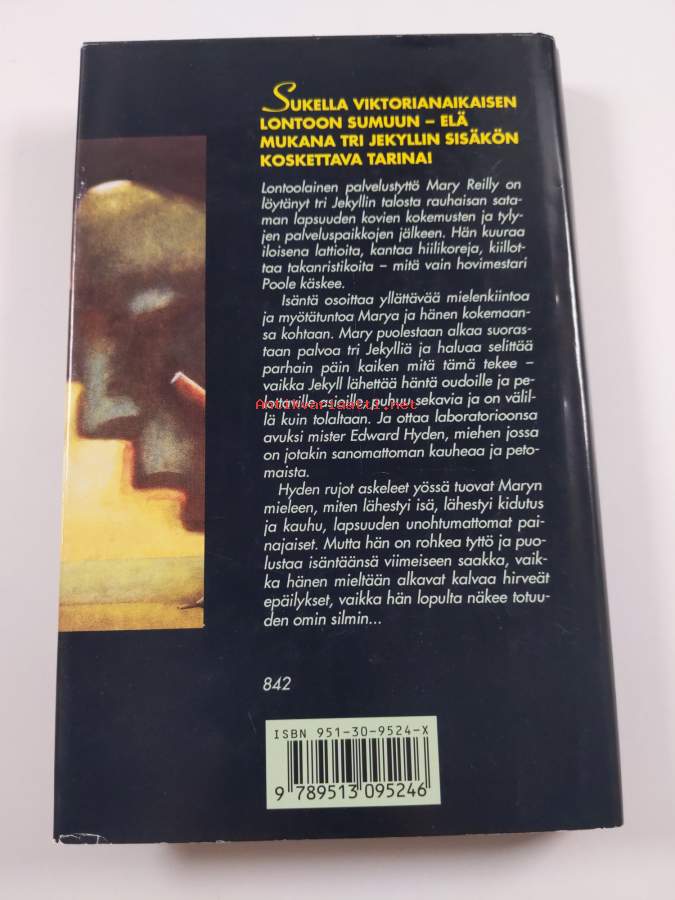 SUKELLA VIKTORIANAIKAISEN
LONTOON SUMUUN – ELÄ
MUKANA TRI JEKYLLIN SISÄKÖN
KOSKETTAVA TARINA!
Lontoolainen palvelustyttö Mary Reilly on
löytänyt tri Jekyllin talosta rauhaisan sata-
man lapsuuden kovien kokemusten ja tyly-
jen palveluspaikkojen jälkeen. Hän kuuraa
iloisena lattioita, kantaa hiilikoreja, kiillot-
taa takanristikoita – mitä vain hovimestari
Poole käskee.
Isäntä osoittaa yllättävää mielenkiintoa
ja myötätuntoa Marya ja hänen kokemaan-
sa kohtaan. Mary puolestaan alkaa suoras-
taan palvoa tri Jekylliä ja haluaa selittää
parhain päin kaiken mitä tämä tekee –
vaikka Jekyll lähettää häntä oudoille ja pe-
lottaville asioille, puhuu sekavia ja on välil-
lä kuin tolaltaan. Ja ottaa laboratorioonsa
avuksi mister Edward Hyden, miehen jossa
on jotakin sanomattoman kauheaa ja peto-
maista.
Hyden rujot askeleet yössä tuovat Maryn
mieleen, miten lähestyi isä, lähestyi kidutus
ja kauhu, lapsuuden unohtumattomat pai-
najaiset. Mutta hän on rohkea tyttö ja puo-
lustaa isäntäänsä viimeiseen saakka, vaik-
ka hänen mieltään alkavat kalvaa hirveät
epäilykset, vaikka hän lopulta näkee totuu-
den omin silmin...
842
ISBN 951-30-9524-X
9 789513 095246
Antikvariaatti.net